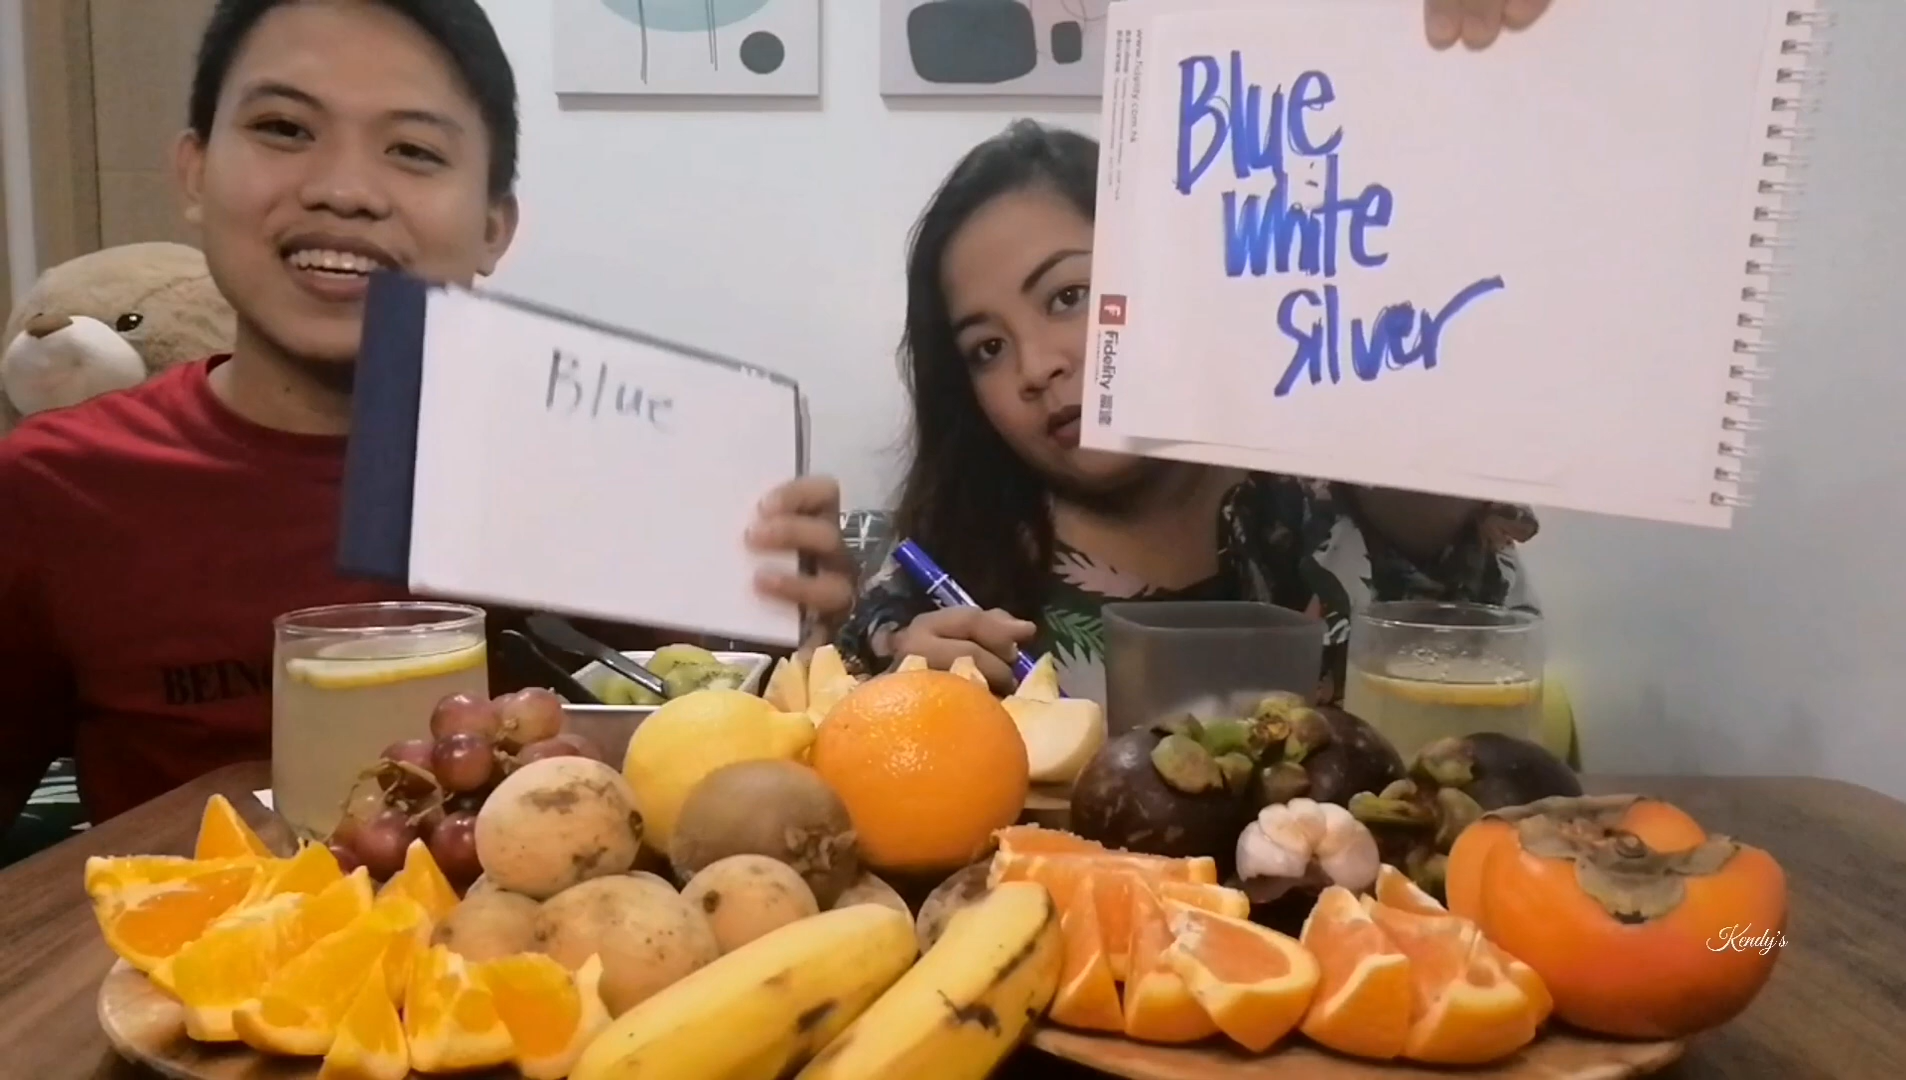 Blue
Blue
white
Silver
Fidelity
BEING
Kendy's